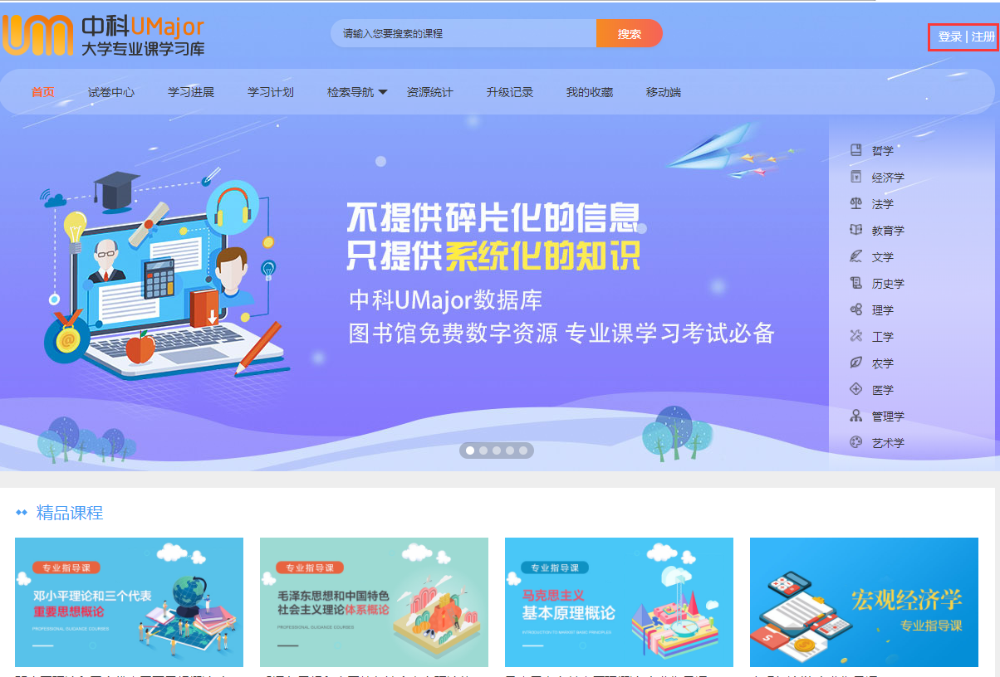 中科UMajor
大学专业课学习库
请输入您要搜索的课程
搜索
登录 | 注册
首页
试卷中心
学习进展
学习计划
检索导航
资源统计
升级记录
我的收藏
移动端
不提供碎片化的信息
只提供系统化的知识
中科UMajor数据库
图书馆免费数字资源 专业课学习考试必备
哲学
经济学
法学
教育学
文学
历史学
理学
工学
农学
医学
管理学
艺术学
精品课程
专业指导课
邓小平理论和三个代表
重要思想概论
PROFESSIONAL GUIDANCE COURSES
专业指导课
毛泽东思想和中国特色
社会主义理论体系概论
PROFESSIONAL GUIDANCE COURSES
专业指导课
马克思主义
基本原理概论
INTRODUCTION TO MARXIST BASIC PRINCIPLES
宏观经济学
专业指导课